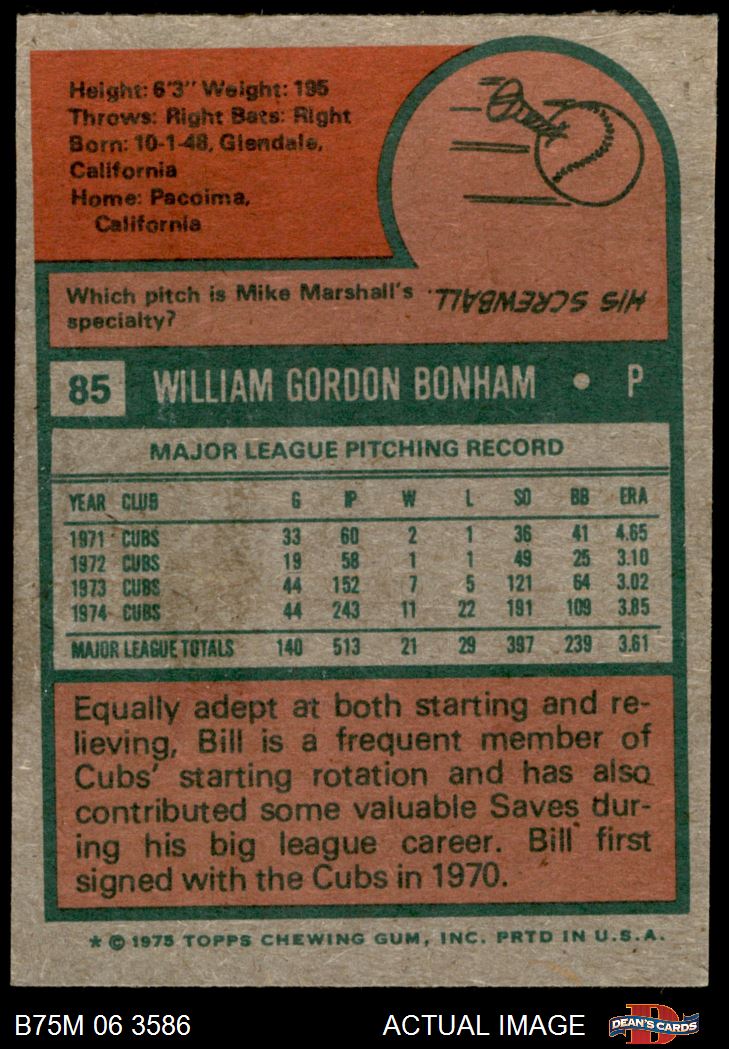 Height: 6'3" Weight: 195
Throws: Right Bats: Right
Born: 10-1-48, Glendale,
California
Home: Pacoima,
California
Which pitch is Mike Marshall's
specialty?
HIS SCREWBALL.
85 WILLIAM GORDON BONHAM • P
MAJOR LEAGUE PITCHING RECORD
YEAR CLUB G IP W L SO BB ERA
1971 CUBS 33 60 2 1 36 41 4.65
1972 CUBS 19 58 1 1 49 25 3.10
1973 CUBS 44 152 7 5 121 64 3.02
1974 CUBS 44 243 11 22 191 109 3.85
MAJOR LEAGUE TOTALS 140 513 21 29 397 239 3.61
Equally adept at both starting and re-
lieving, Bill is a frequent member of
Cubs' starting rotation and has also
contributed some valuable Saves dur-
ing his big league career. Bill first
signed with the Cubs in 1970.
* © 1975 TOPPS CHEWING GUM, INC. PRTD IN U.S.A.
B75M 06 3586 ACTUAL IMAGE
D
DEAN'S CARDS